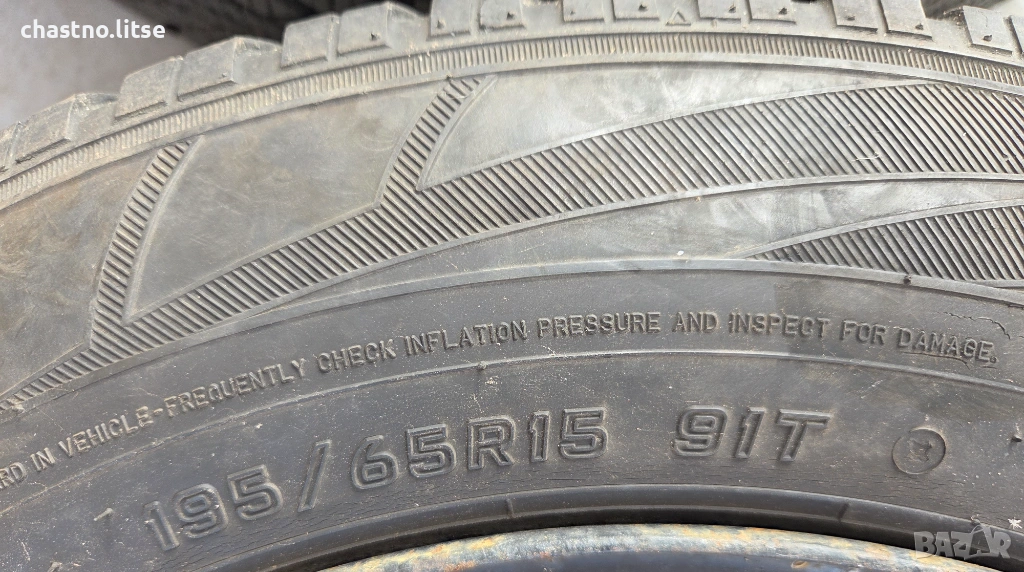 chastno.litse
RD IN VEHICLE-FREQUENTLY CHECK INFLATION PRESSURE AND INSPECT FOR DAMAGE.
195/65R15 91T
BAZAR